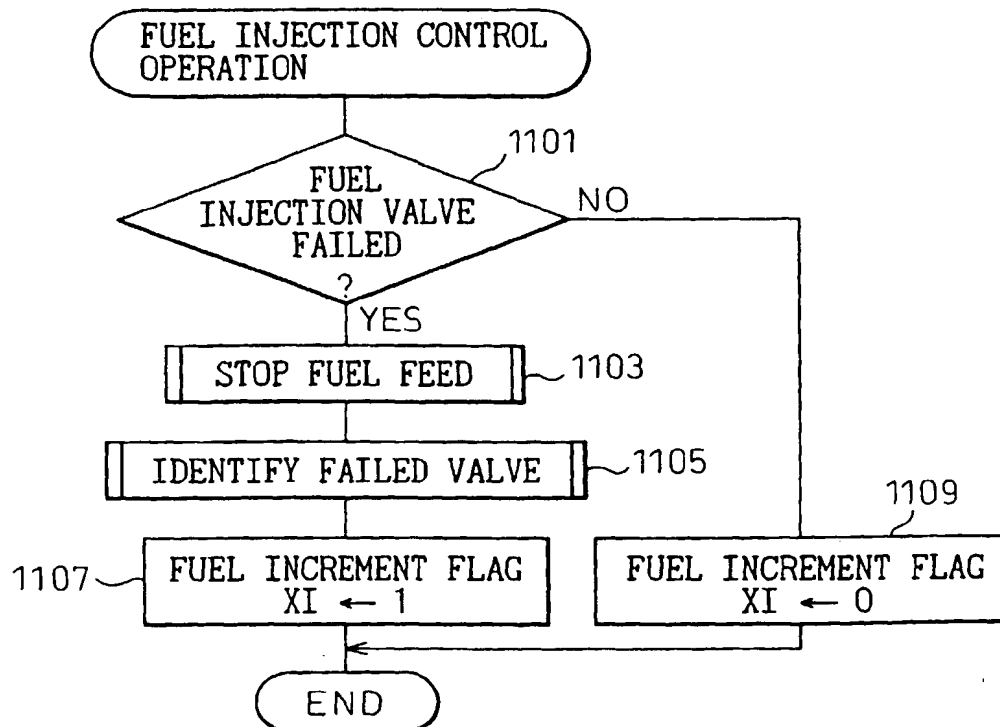 FUEL INJECTION CONTROL
OPERATION
1101
FUEL
INJECTION VALVE
FAILED
?
NO
YES
STOP FUEL FEED
1103
IDENTIFY FAILED VALVE
1105
1107
FUEL INCREMENT FLAG
XI ← 1
1109
FUEL INCREMENT FLAG
XI ← 0
END